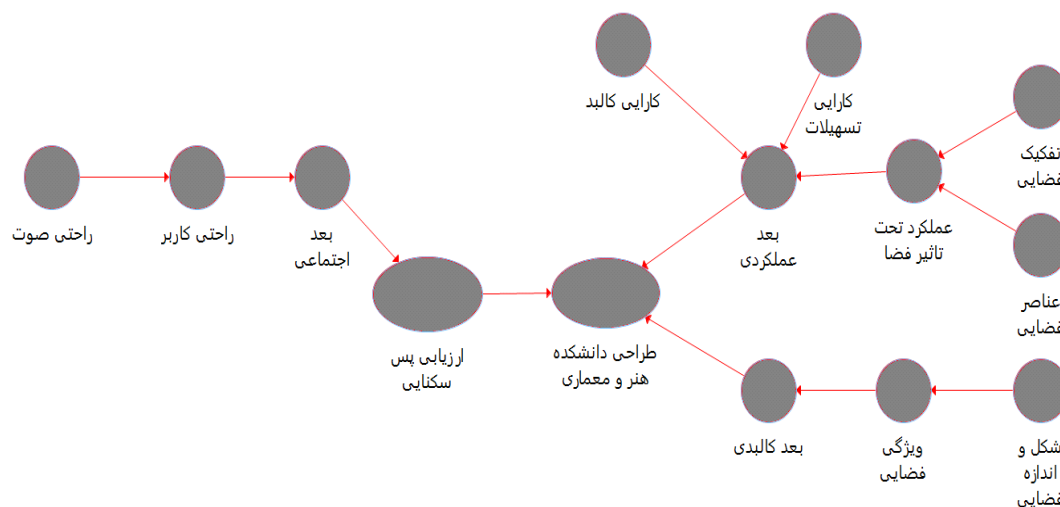 کارایی کالبد
کارایی
تسهیلات
تفکیک
فضایی
راحتی صوت
راحتی کاربر
بعد
اجتماعی
بعد
عملکردی
عملکرد تحت
تاثیر فضا
عناصر
فضایی
ارزیابی پس
سکنایی
طراحی دانشکده
هنر و معماری
بعد کالبدی
ویژگی
فضایی
شکل و
اندازه
فضایی